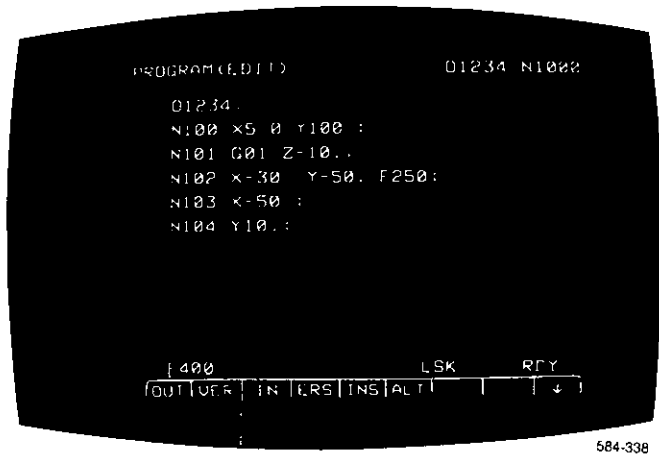 PROGRAM(EDIT) O1234 N1000
O1234;
N100 X5 0 Y100 ;
N101 G01 Z-10.;
N102 X-30 Y-50. F250;
N103 X-50 ;
N104 Y10.;
400 LSK RDY
OUT VER IN ERS INS ALT ↓
584-338